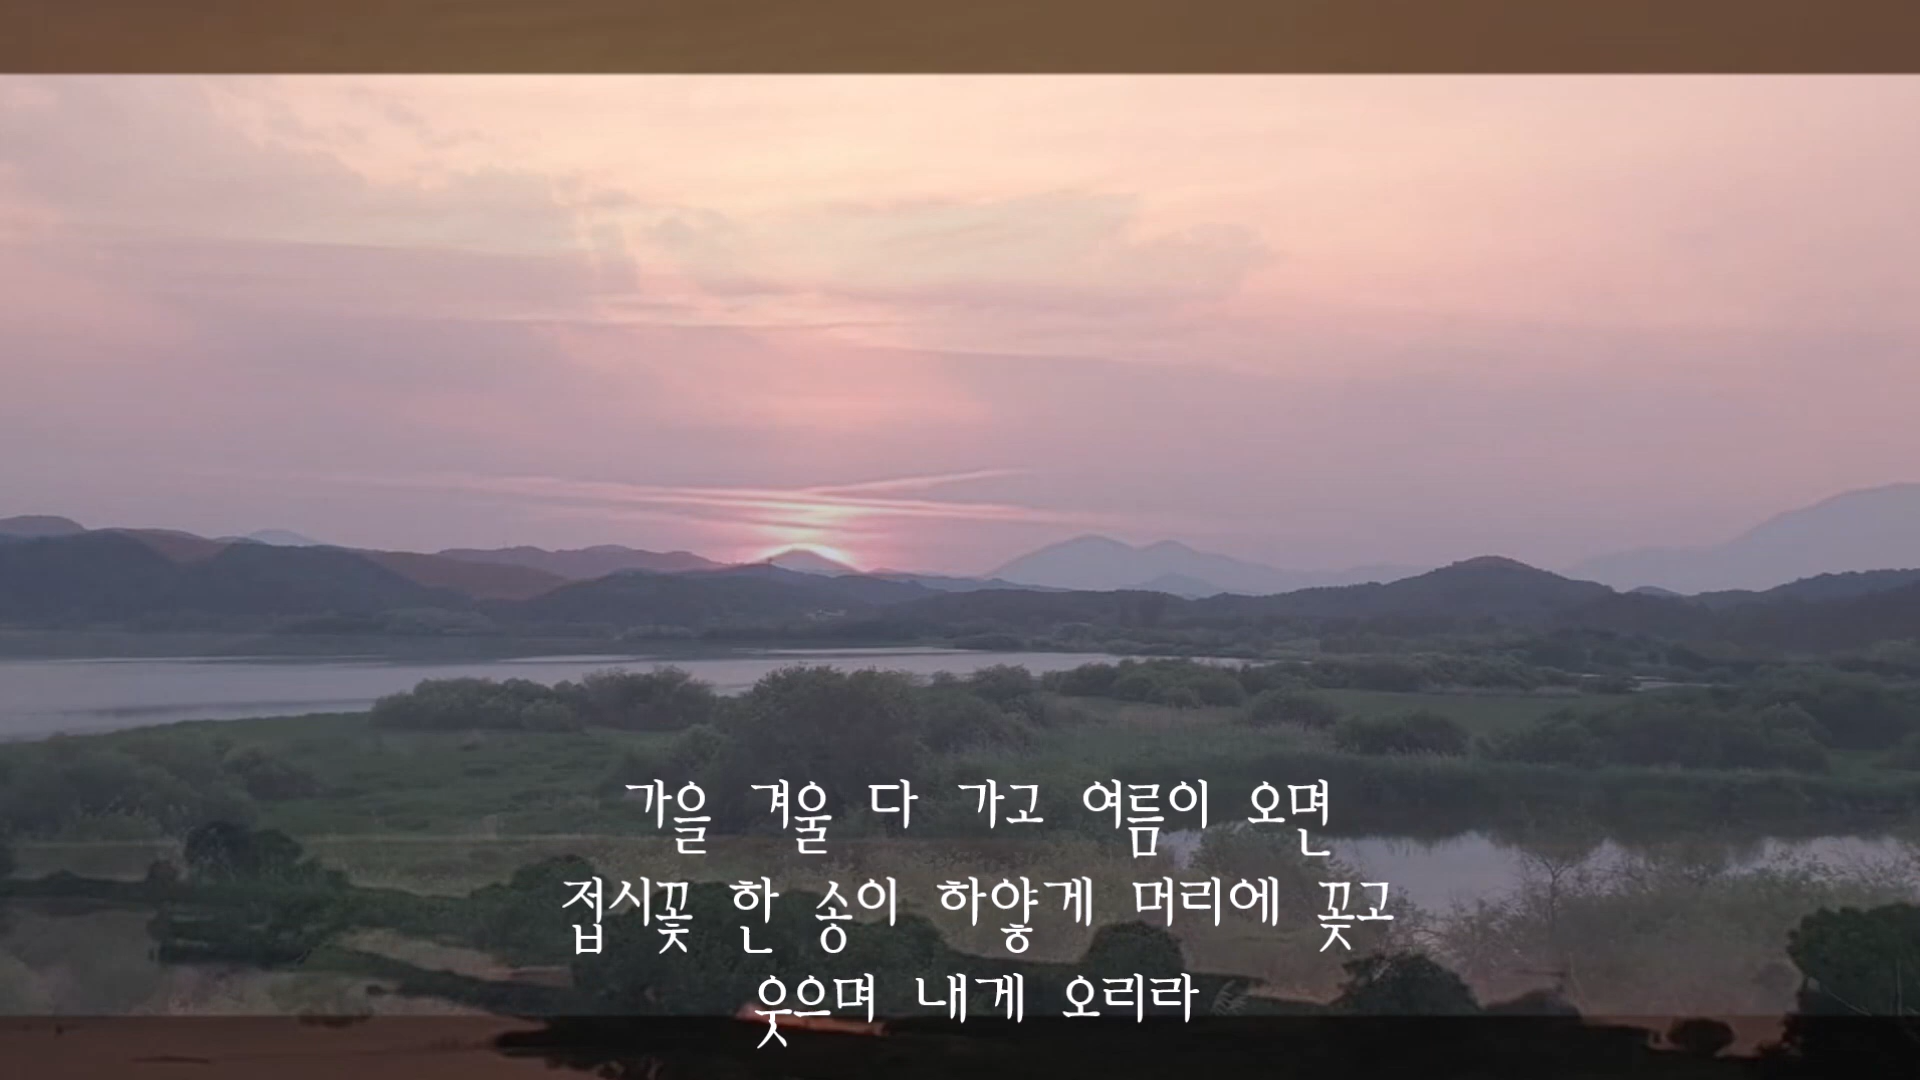 가을 겨울 다 가고 여름이 오면
접시꽃 한 송이 하얗게 머리에 꽂고
웃으며 내게 오리라